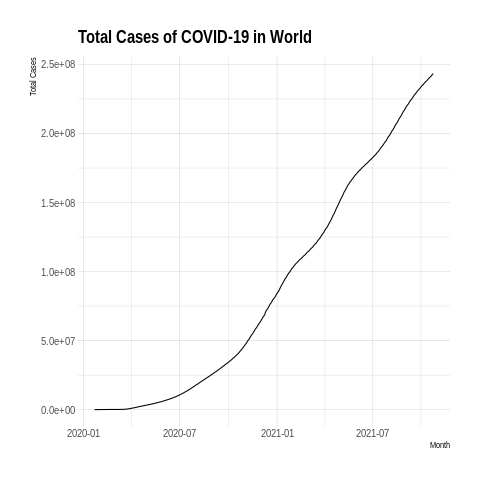 Total Cases of COVID-19 in World
Total Cases
2.5e+08
2.0e+08
1.5e+08
1.0e+08
5.0e+07
0.0e+00
2020-01 2020-07 2021-01 2021-07
Month